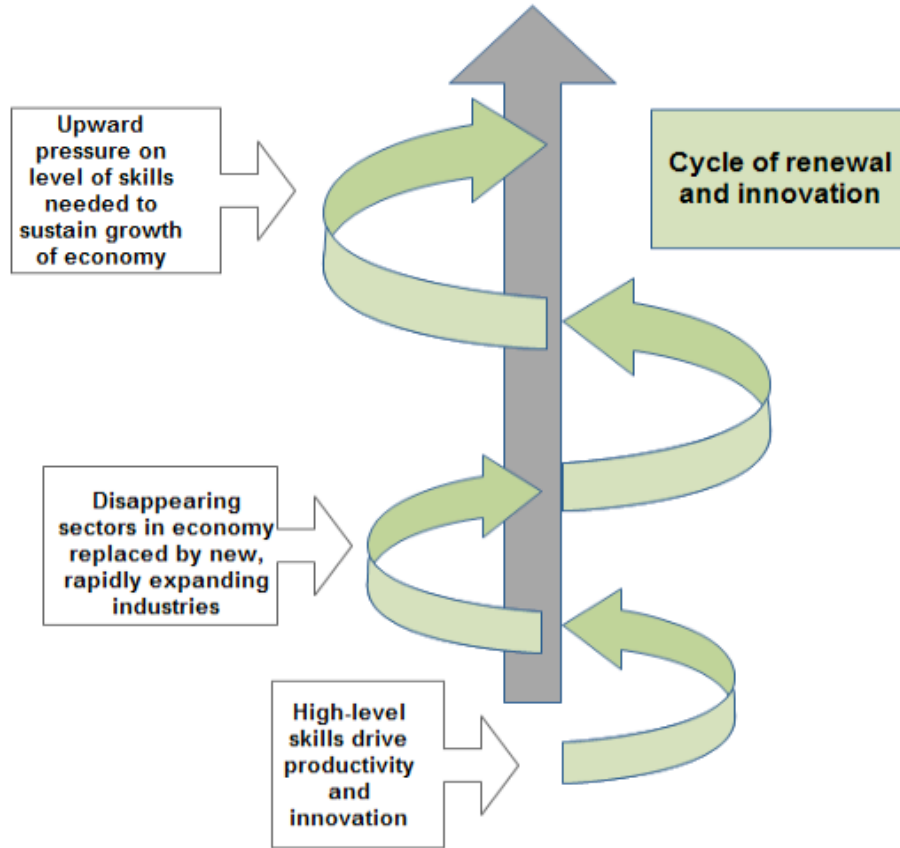 Upward
pressure on
level of skills
needed to
sustain growth
of economy
Cycle of renewal
and innovation
Disappearing
sectors in economy
replaced by new,
rapidly expanding
industries
High-level
skills drive
productivity
and
innovation